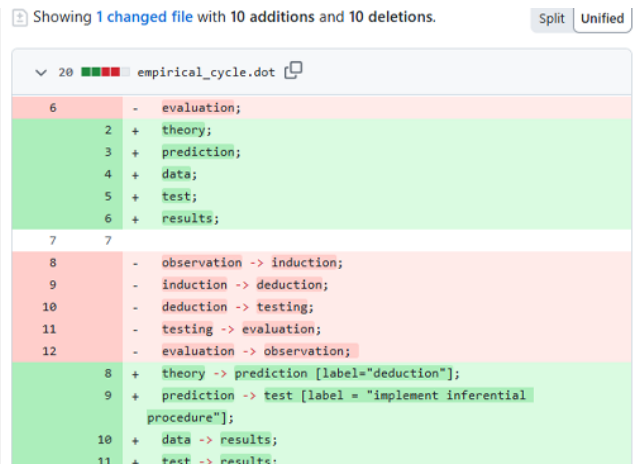 Showing 1 changed file with 10 additions and 10 deletions.
Split Unified
20 empirical_cycle.dot
6 - evaluation;
2 + theory;
3 + prediction;
4 + data;
5 + test;
6 + results;
7 7
8 - observation -> induction;
9 - induction -> deduction;
10 - deduction -> testing;
11 - testing -> evaluation;
12 - evaluation -> observation;
8 + theory -> prediction [label="deduction"];
9 + prediction -> test [label = "implement inferential
procedure"];
10 + data -> results;
11 + test -> results;